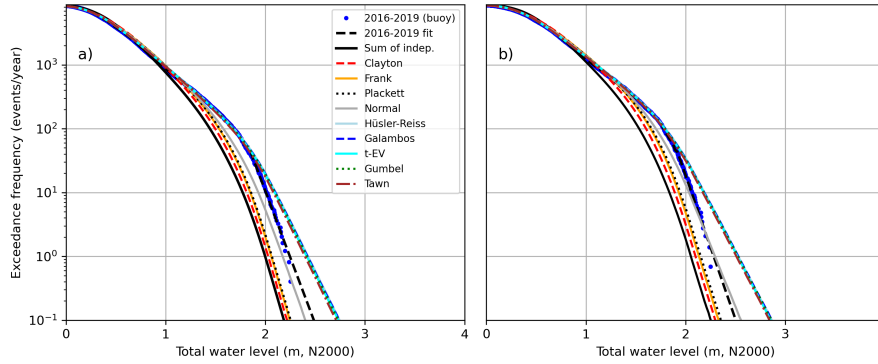 a)
2016-2019 (buoy)
2016-2019 fit
Sum of indep.
Clayton
Frank
Plackett
Normal
Hüsler-Reiss
Galambos
t-EV
Gumbel
Tawn
b)
Exceedance frequency (events/year)
10³
10²
10¹
10⁰
10⁻¹
0 1 2 3 4
0 1 2 3
Total water level (m, N2000)
Total water level (m, N2000)